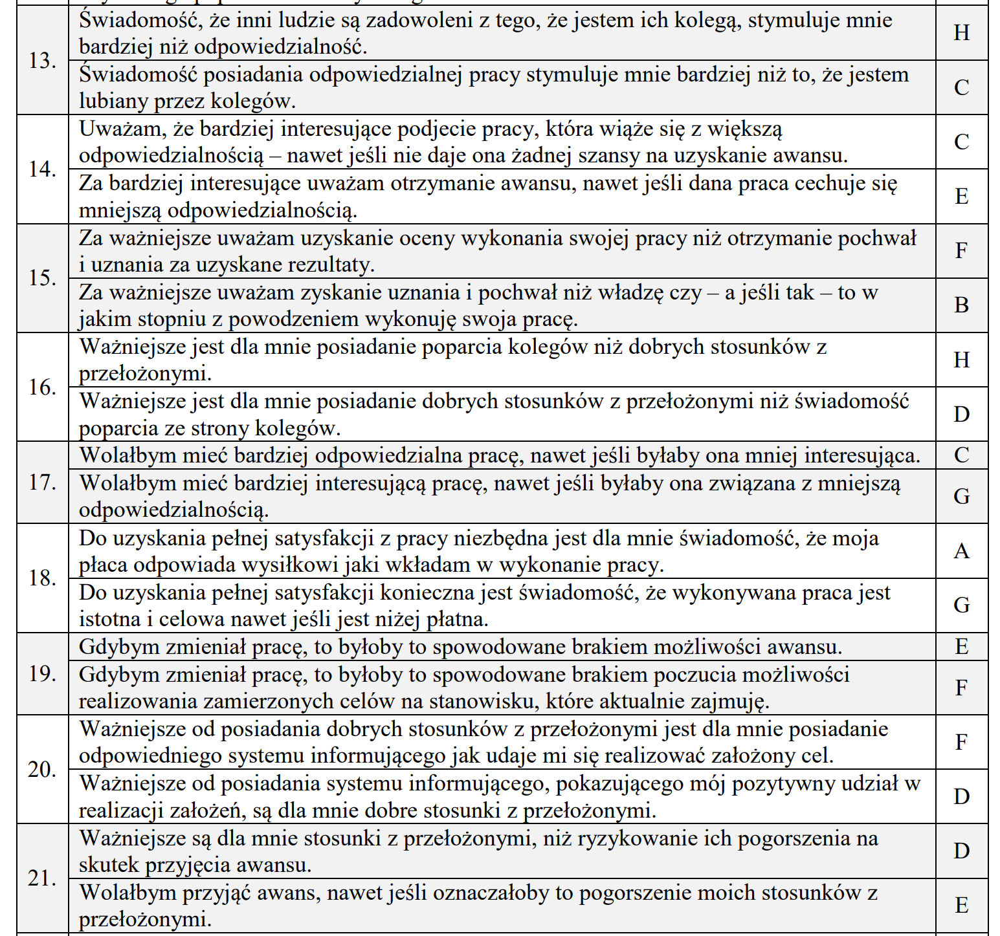 13.
Świadomość, że inni ludzie są zadowoleni z tego, że jestem ich kolegą, stymuluje mnie
bardziej niż odpowiedzialność.
H
Świadomość posiadania odpowiedzialnej pracy stymuluje mnie bardziej niż to, że jestem
lubiany przez kolegów.
C
14.
Uważam, że bardziej interesujące podjecie pracy, która wiąże się z większą
odpowiedzialnością – nawet jeśli nie daje ona żadnej szansy na uzyskanie awansu.
C
Za bardziej interesujące uważam otrzymanie awansu, nawet jeśli dana praca cechuje się
mniejszą odpowiedzialnością.
E
15.
Za ważniejsze uważam uzyskanie oceny wykonania swojej pracy niż otrzymanie pochwał
i uznania za uzyskane rezultaty.
F
Za ważniejsze uważam zyskanie uznania i pochwał niż władzę czy – a jeśli tak – to w
jakim stopniu z powodzeniem wykonuję swoja pracę.
B
16.
Ważniejsze jest dla mnie posiadanie poparcia kolegów niż dobrych stosunków z
przełożonymi.
H
Ważniejsze jest dla mnie posiadanie dobrych stosunków z przełożonymi niż świadomość
poparcia ze strony kolegów.
D
17.
Wolałbym mieć bardziej odpowiedzialna pracę, nawet jeśli byłaby ona mniej interesująca.
C
Wolałbym mieć bardziej interesującą pracę, nawet jeśli byłaby ona związana z mniejszą
odpowiedzialnością.
G
18.
Do uzyskania pełnej satysfakcji z pracy niezbędna jest dla mnie świadomość, że moja
płaca odpowiada wysiłkowi jaki wkładam w wykonanie pracy.
A
Do uzyskania pełnej satysfakcji konieczna jest świadomość, że wykonywana praca jest
istotna i celowa nawet jeśli jest niżej płatna.
G
19.
Gdybym zmieniał pracę, to byłoby to spowodowane brakiem możliwości awansu.
E
Gdybym zmieniał pracę, to byłoby to spowodowane brakiem poczucia możliwości
realizowania zamierzonych celów na stanowisku, które aktualnie zajmuję.
F
20.
Ważniejsze od posiadania dobrych stosunków z przełożonymi jest dla mnie posiadanie
odpowiedniego systemu informującego jak udaje mi się realizować założony cel.
F
Ważniejsze od posiadania systemu informującego, pokazującego mój pozytywny udział w
realizacji założeń, są dla mnie dobre stosunki z przełożonymi.
D
21.
Ważniejsze są dla mnie stosunki z przełożonymi, niż ryzykowanie ich pogorszenia na
skutek przyjęcia awansu.
D
Wolałbym przyjąć awans, nawet jeśli oznaczałoby to pogorszenie moich stosunków z
przełożonymi.
E